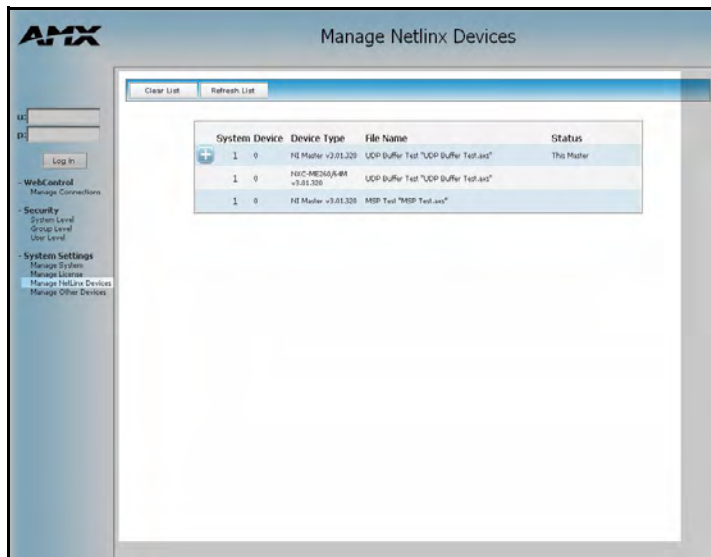 AMX
Manage Netlinx Devices
Clear List
Refresh List
u:
p:
Log in
- WebControl
Manage Connections
- Security
System Level
Group Level
User Level
- System Settings
Manage System
Manage License
Manage NetLinx Devices
Manage Other Devices
System Device Device Type File Name Status
1 0 NI Master v3.01.320 UDP Buffer Test "UDP Buffer Test.axs" This Master
1 0 NXC-ME260/64M v3.01.320 UDP Buffer Test "UDP Buffer Test.axs"
1 0 NI Master v3.01.320 MSP Test "MSP Test.axs"